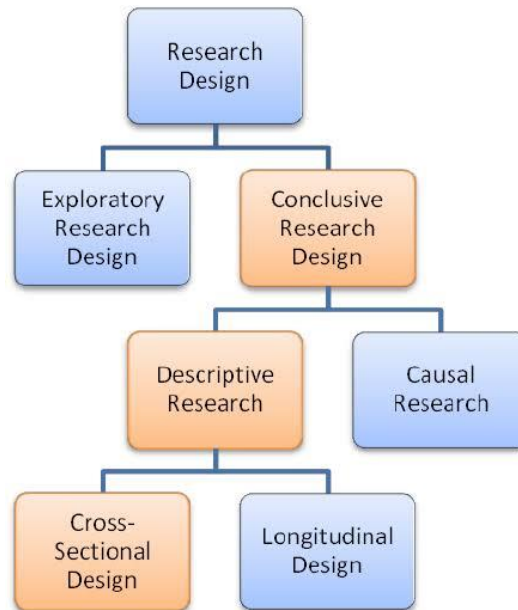 Research
Design
Exploratory
Research
Design
Conclusive
Research
Design
Descriptive
Research
Causal
Research
Cross-
Sectional
Design
Longitudinal
Design